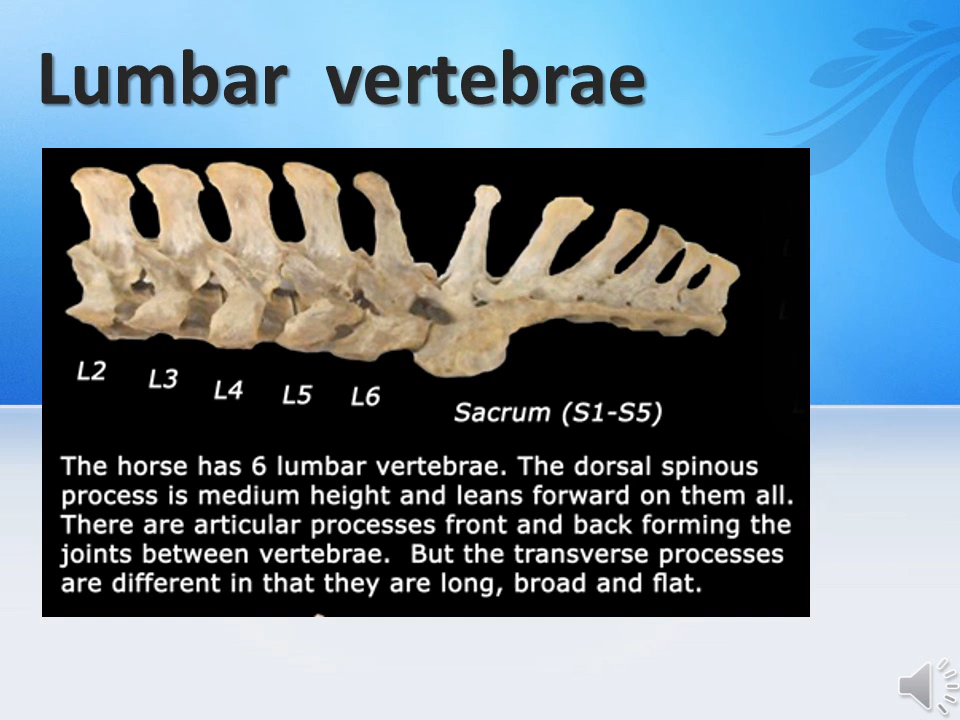 Lumbar vertebrae
L2
L3
L4
L5
L6
Sacrum (S1-S5)
The horse has 6 lumbar vertebrae. The dorsal spinous
process is medium height and leans forward on them all.
There are articular processes front and back forming the
joints between vertebrae. But the transverse processes
are different in that they are long, broad and flat.